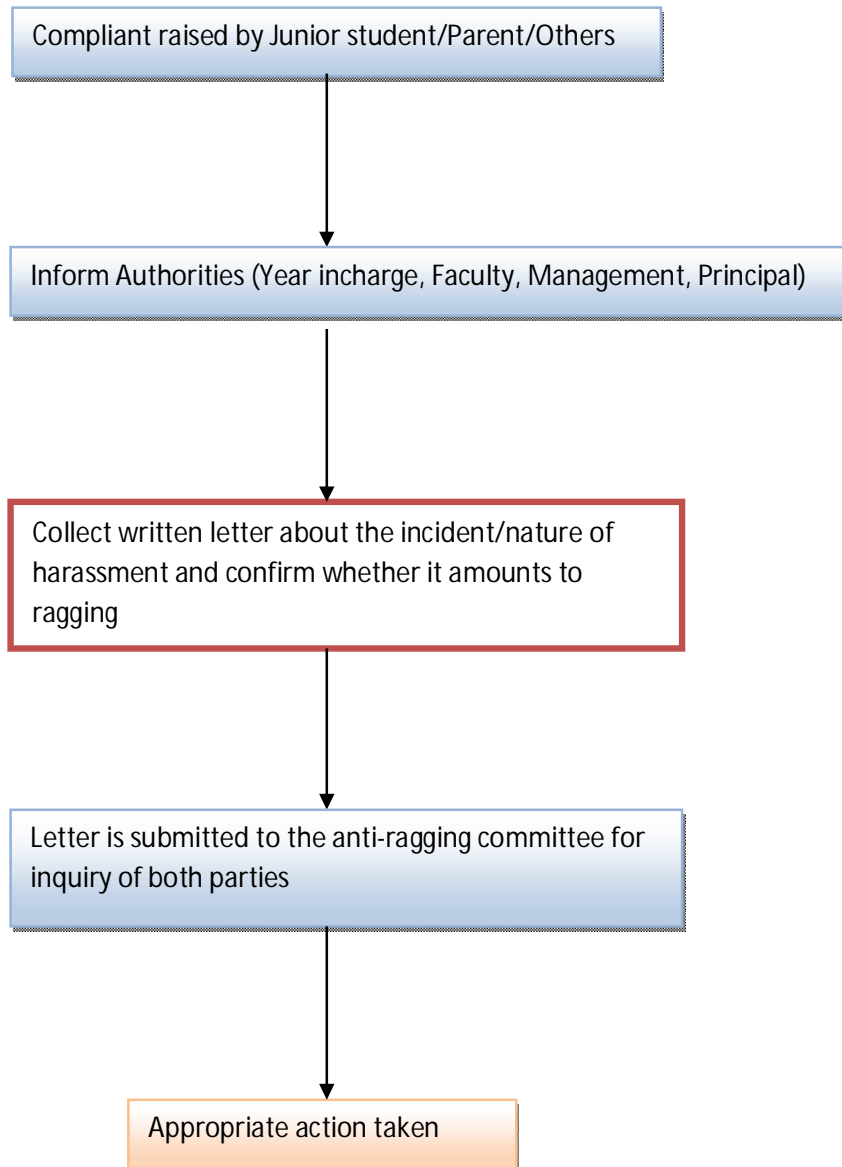 Compliant raised by Junior student/Parent/Others
Inform Authorities (Year incharge, Faculty, Management, Principal)
Collect written letter about the incident/nature of
harassment and confirm whether it amounts to
ragging
Letter is submitted to the anti-ragging committee for
inquiry of both parties
Appropriate action taken